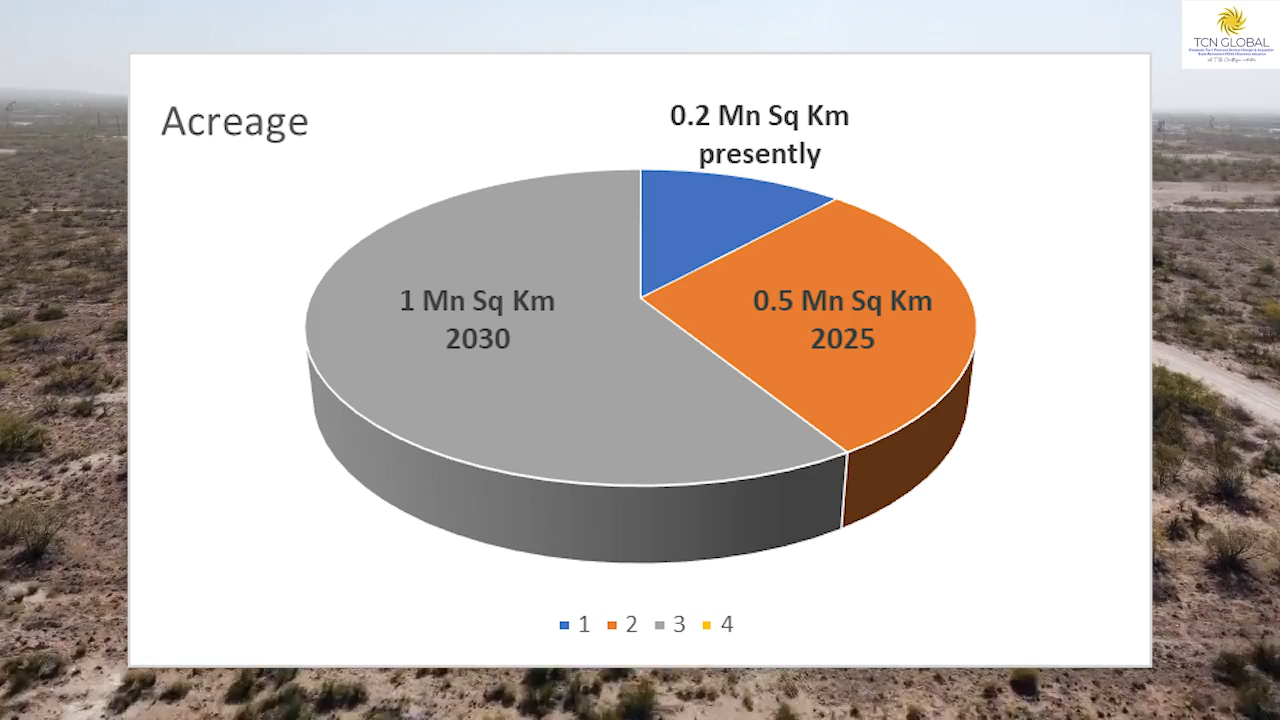 TCN GLOBAL
Acreage
0.2 Mn Sq Km
presently
1 Mn Sq Km
2030
0.5 Mn Sq Km
2025
1 2 3 4